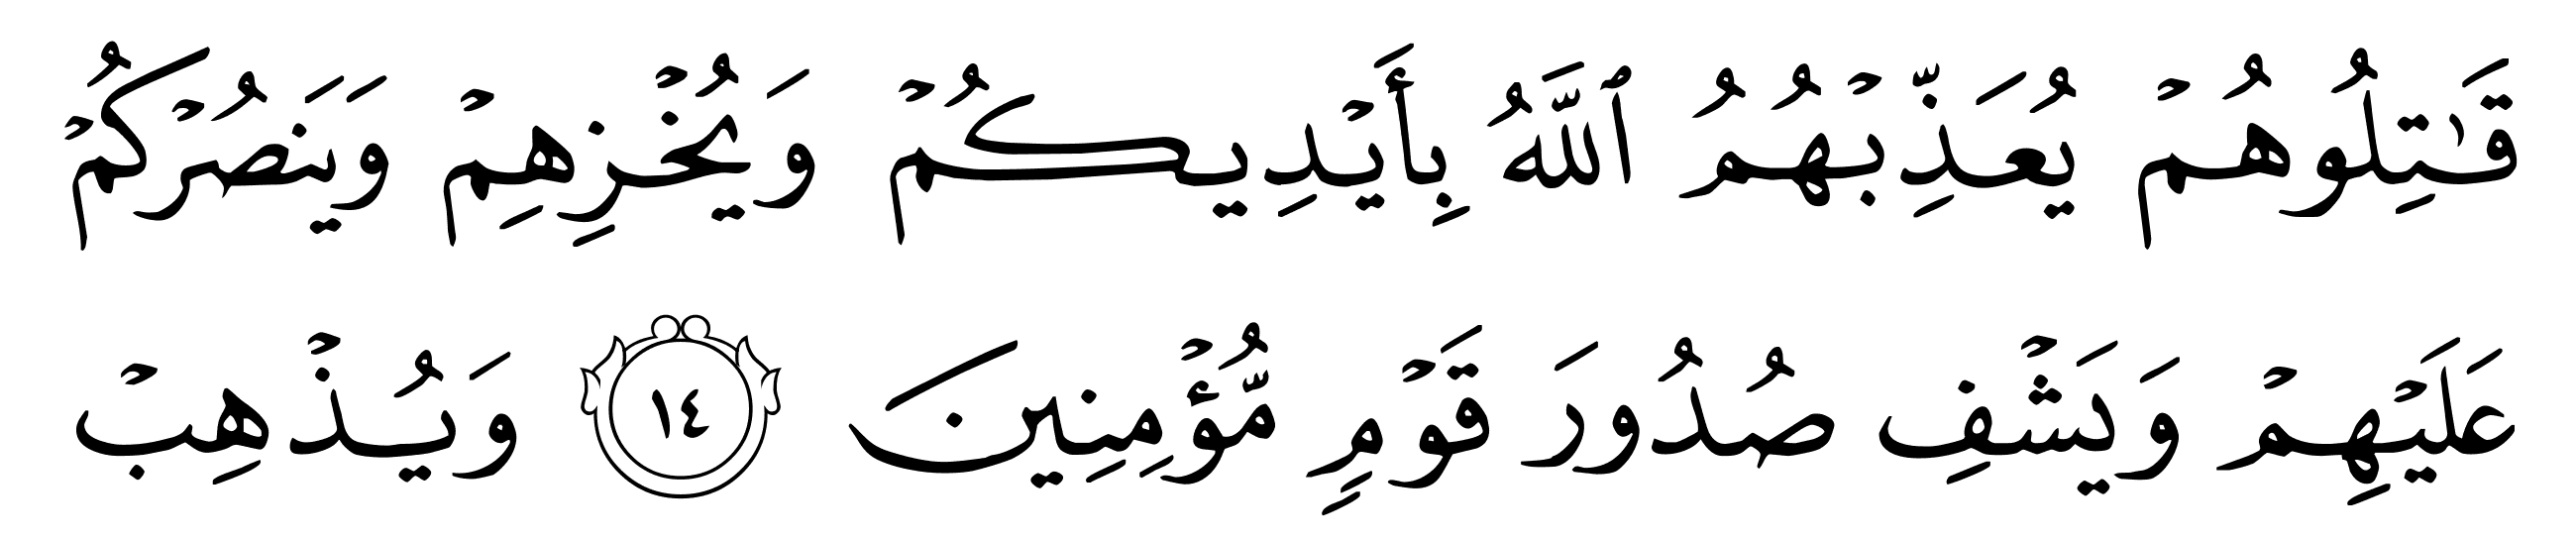 قَٰتِلُوهُمْ يُعَذِّبْهُمُ ٱللَّهُ بِأَيْدِيكُمْ وَيُخْزِهِمْ وَيَنصُرْكُمْ
عَلَيْهِمْ وَيَشْفِ صُدُورَ قَوْمٍ مُّؤْمِنِينَ ١٤ وَيُذْهِبْ